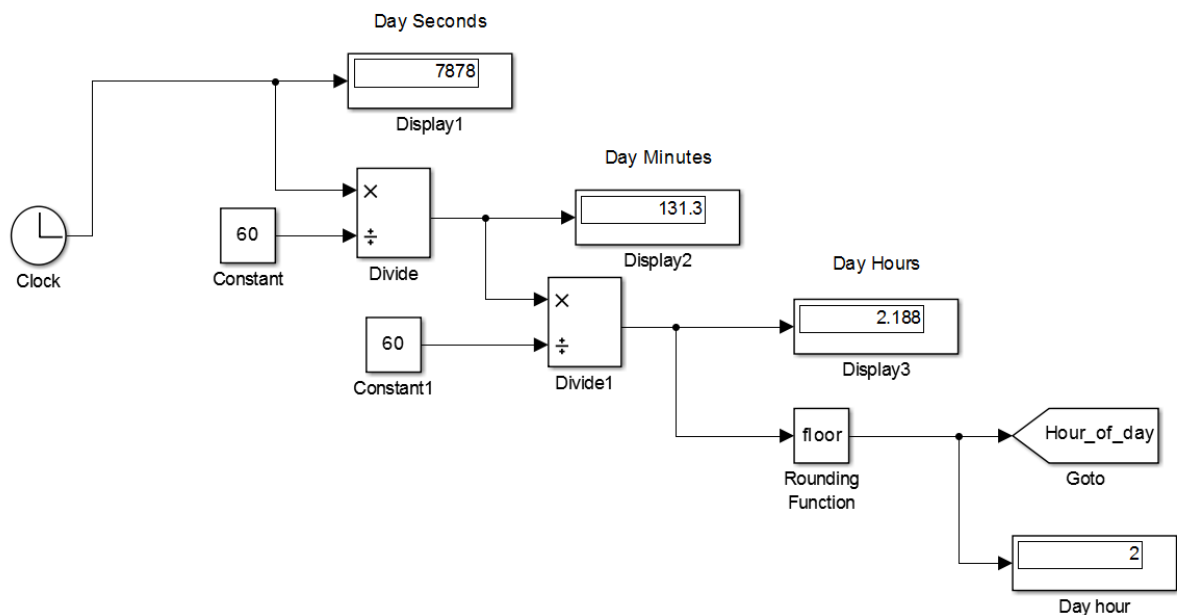 Day Seconds
7878
Display1
Day Minutes
×
60
÷
131.3
Constant
Divide
Display2
Clock
Day Hours
×
2.188
60
÷
Constant1
Divide1
Display3
floor
Hour_of_day
Rounding
Function
Goto
2
Day hour